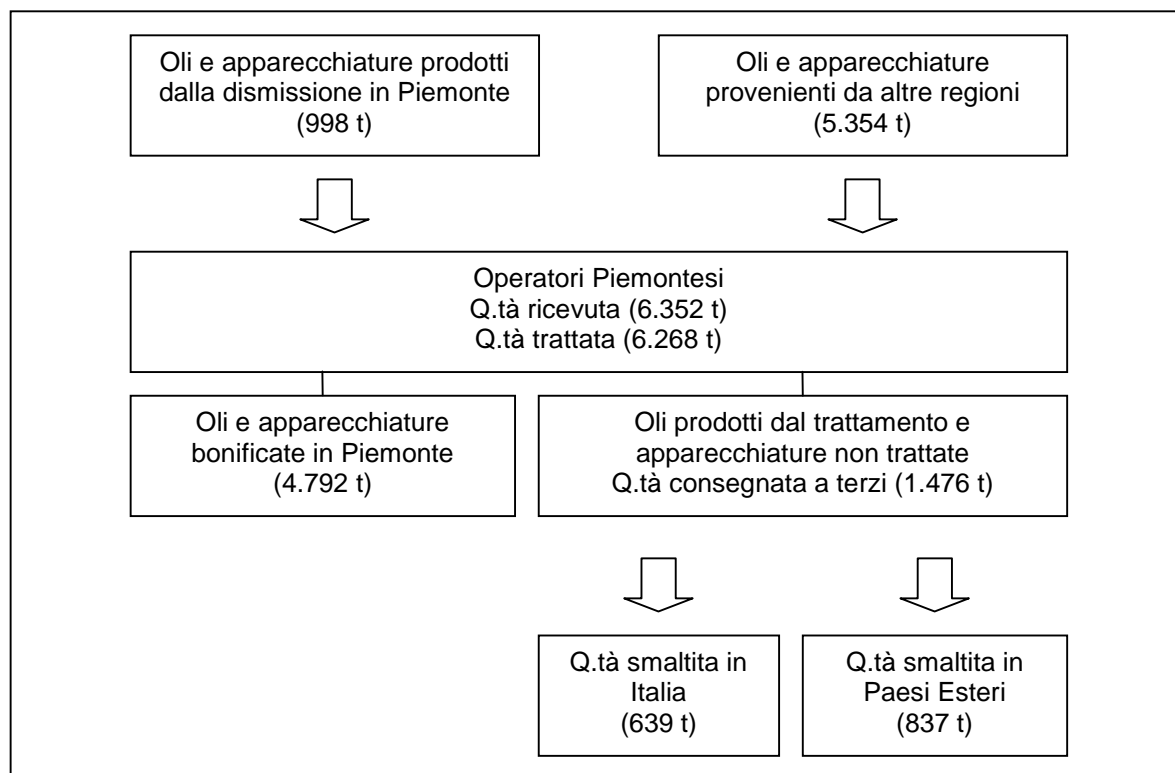 Oli e apparecchiature prodotti
dalla dismissione in Piemonte
(998 t)
Oli e apparecchiature
provenienti da altre regioni
(5.354 t)
Operatori Piemontesi
Q.tà ricevuta (6.352 t)
Q.tà trattata (6.268 t)
Oli e apparecchiature
bonificate in Piemonte
(4.792 t)
Oli prodotti dal trattamento e
apparecchiature non trattate
Q.tà consegnata a terzi (1.476 t)
Q.tà smaltita in
Italia
(639 t)
Q.tà smaltita in
Paesi Esteri
(837 t)